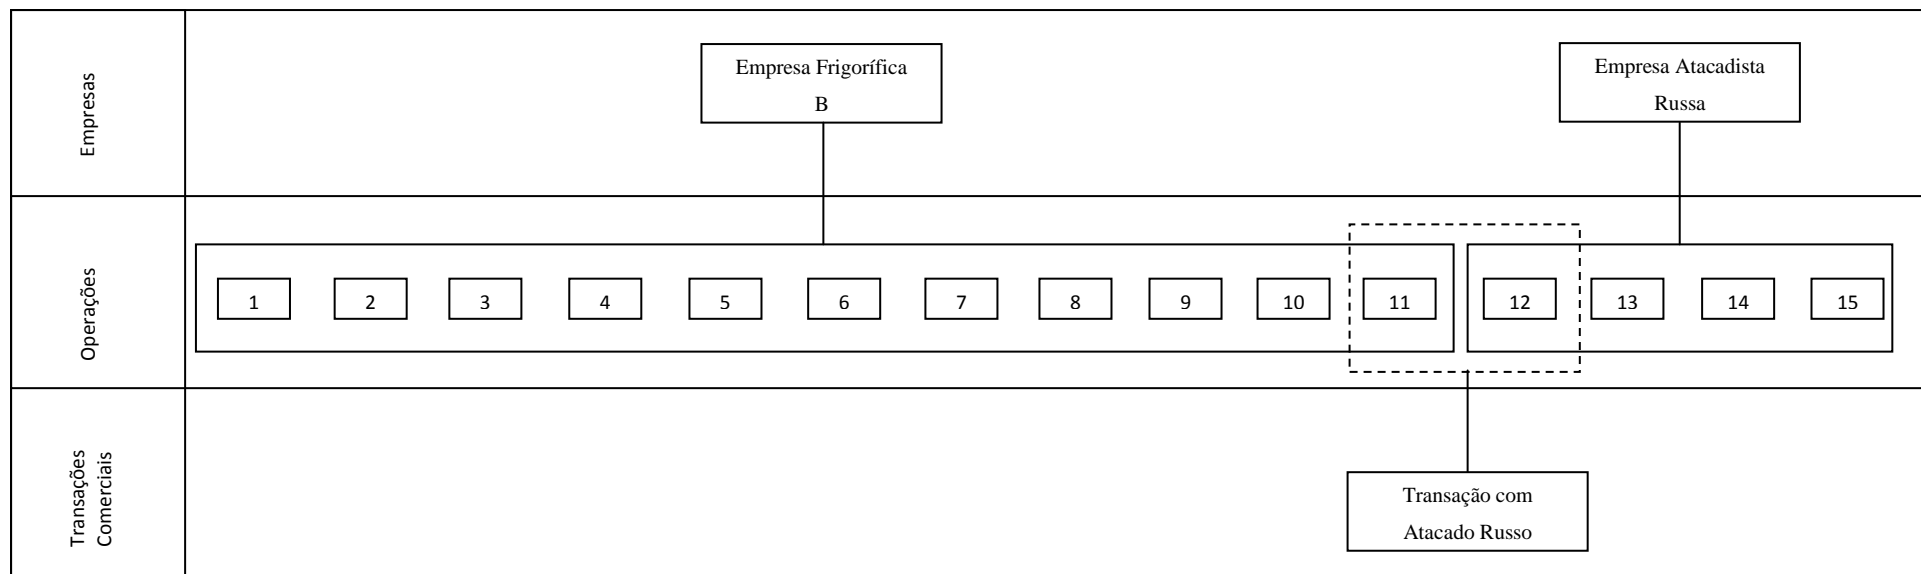 Empresas
Empresa Frigorífica
B
Empresa Atacadista
Russa
Operações
1
2
3
4
5
6
7
8
9
10
11
12
13
14
15
Transações
Comerciais
Transação com
Atacado Russo